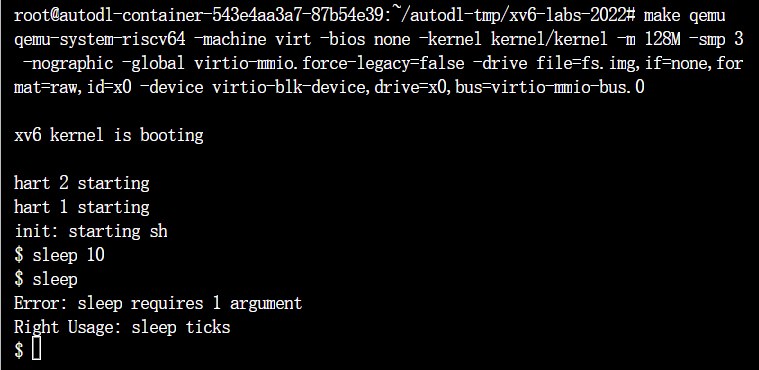 root@autodl-container-543e4aa3a7-87b54e39:~/autodl-tmp/xv6-labs-2022# make qemu
qemu-system-riscv64 -machine virt -bios none -kernel kernel/kernel -m 128M -smp 3
 -nographic -global virtio-mmio.force-legacy=false -drive file=fs.img,if=none,for
mat=raw,id=x0 -device virtio-blk-device,drive=x0,bus=virtio-mmio-bus.0
xv6 kernel is booting
hart 2 starting
hart 1 starting
init: starting sh
$ sleep 10
$ sleep
Error: sleep requires 1 argument
Right Usage: sleep ticks
$